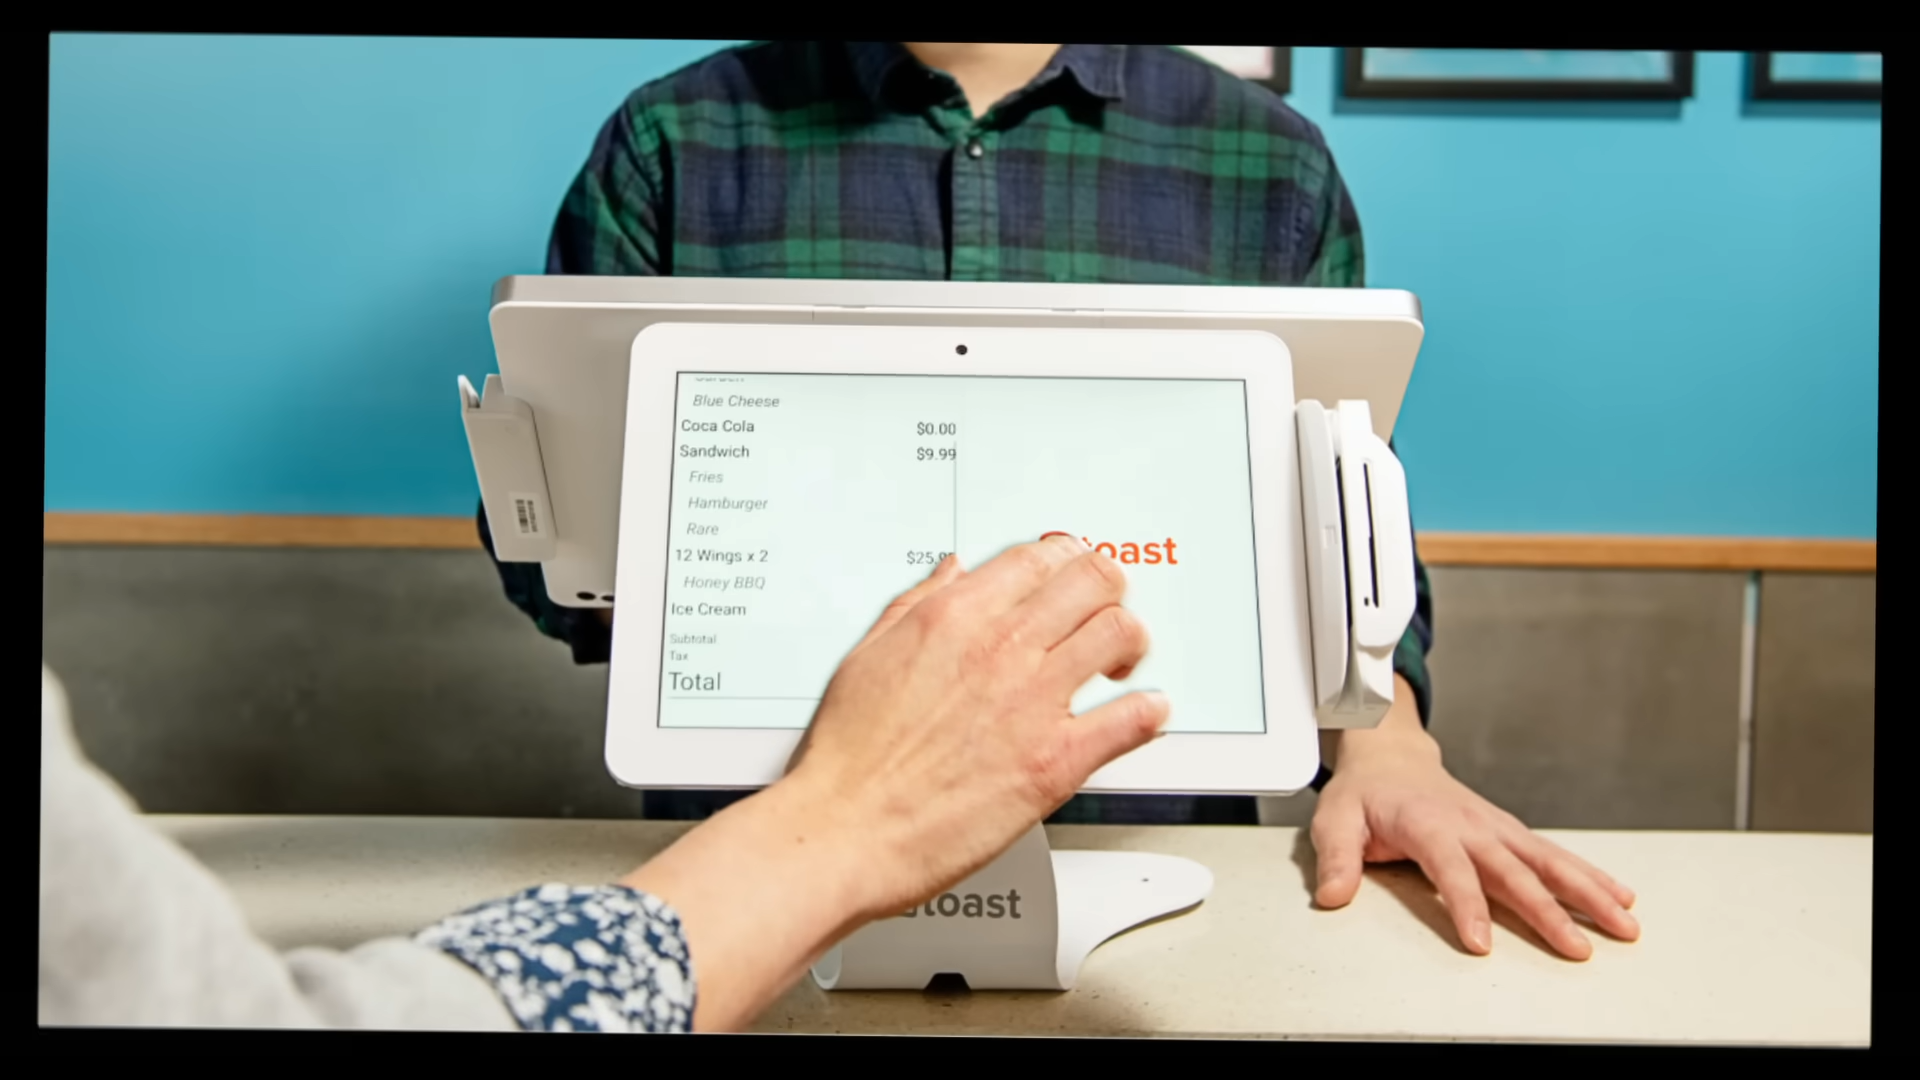 Blue Cheese
Coca Cola $0.00
Sandwich $9.99
Fries
Hamburger
Rare
12 Wings x 2
Honey BBQ
Ice Cream
Subtotal
Tax
Total
toast
toast